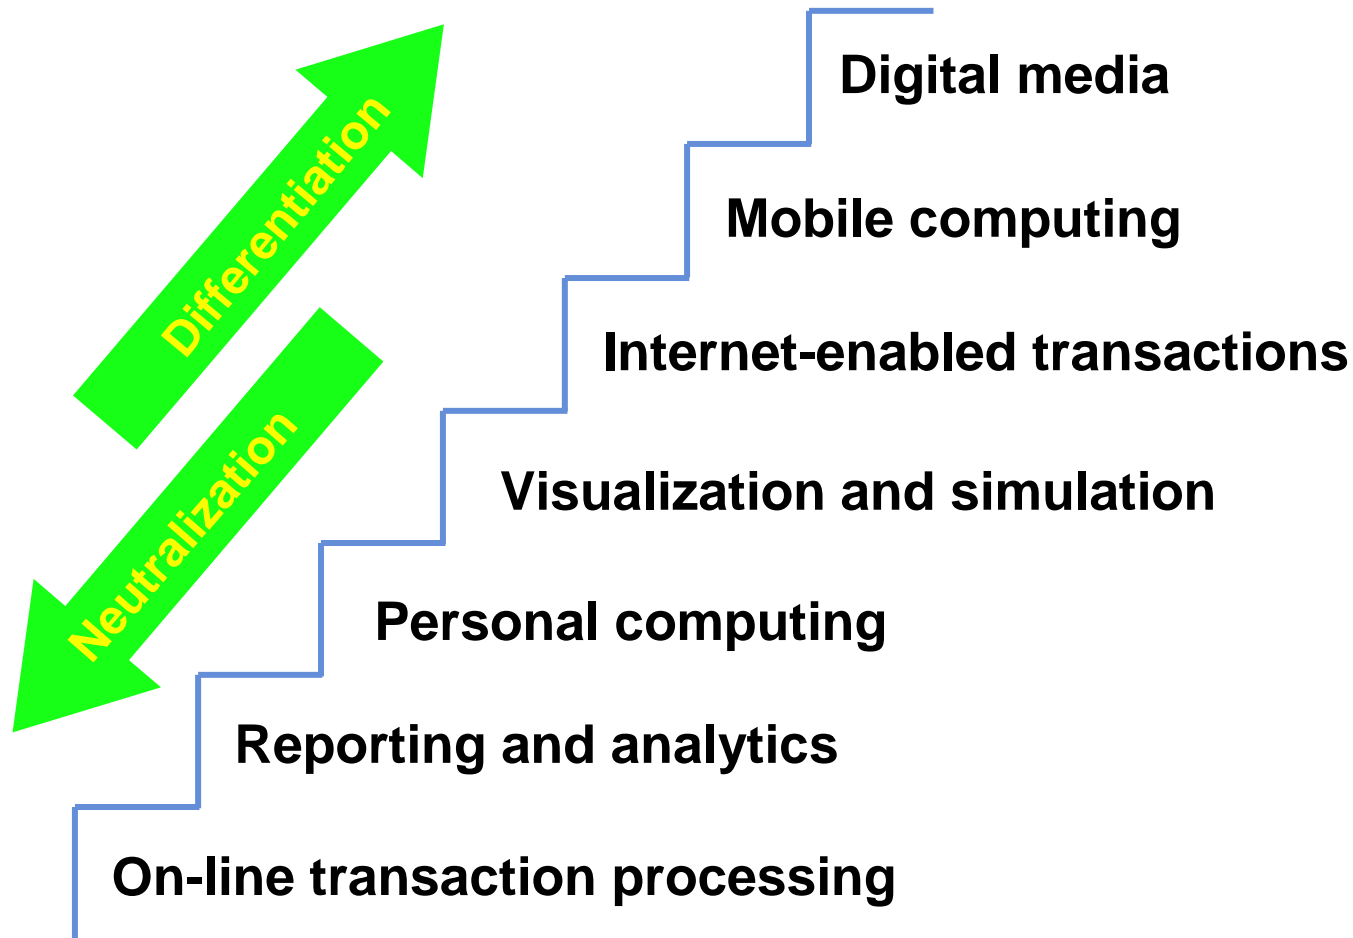 Digital media
Differentiation
Mobile computing
Internet-enabled transactions
Neutralization
Visualization and simulation
Personal computing
Reporting and analytics
On-line transaction processing